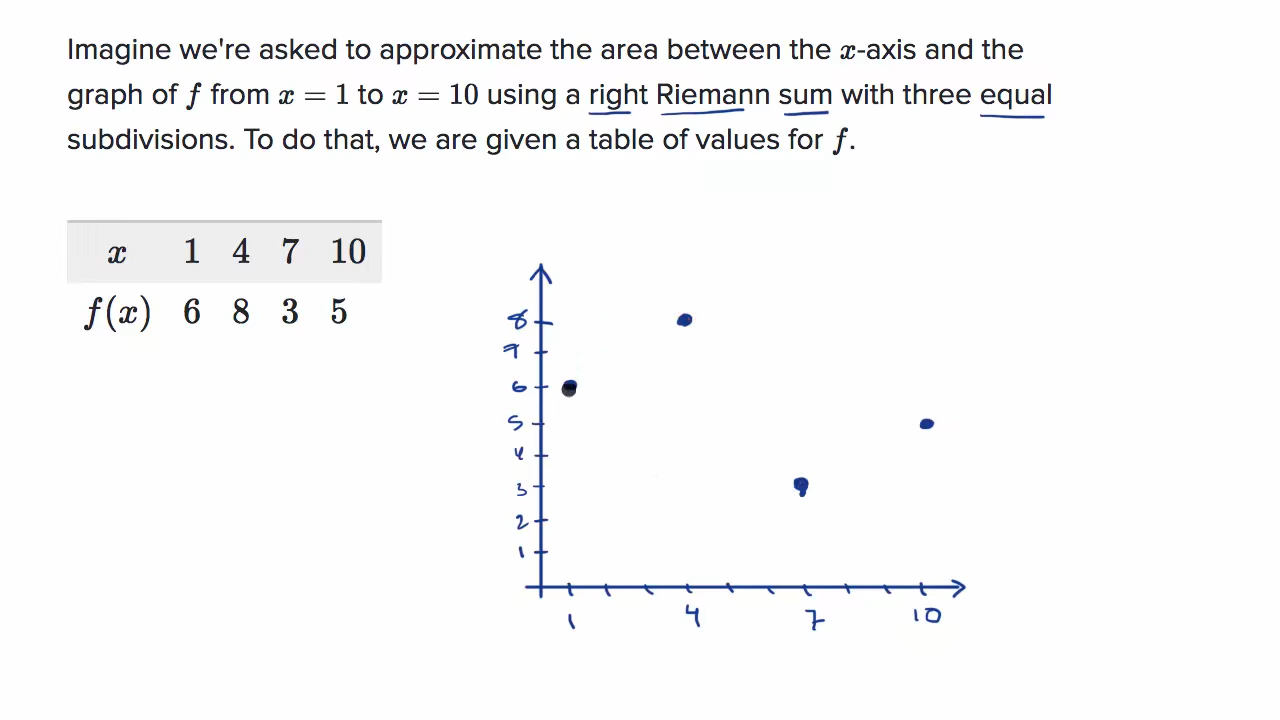 Imagine we're asked to approximate the area between the x-axis and the
graph of f from x = 1 to x = 10 using a right Riemann sum with three equal
subdivisions. To do that, we are given a table of values for f.
x 1 4 7 10
f(x) 6 8 3 5
8
7
6
5
4
3
2
1
1 4 7 10